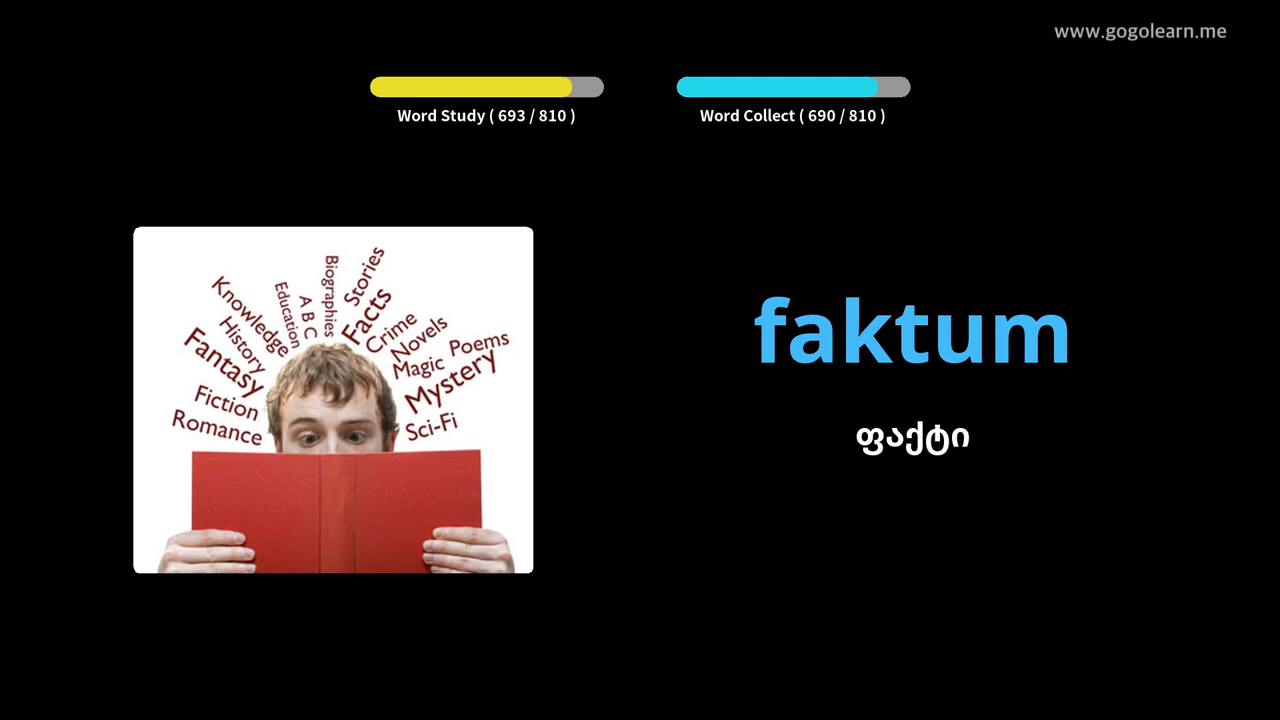 www.gogolearn.me
Word Study ( 693 / 810 )
Word Collect ( 690 / 810 )
Biographies
Stories
Education
A B C
Facts
Knowledge
Crime
History
Novels
Fantasy
Magic
Poems
Mystery
Fiction
Romance
Sci-Fi
faktum
ფაქტი